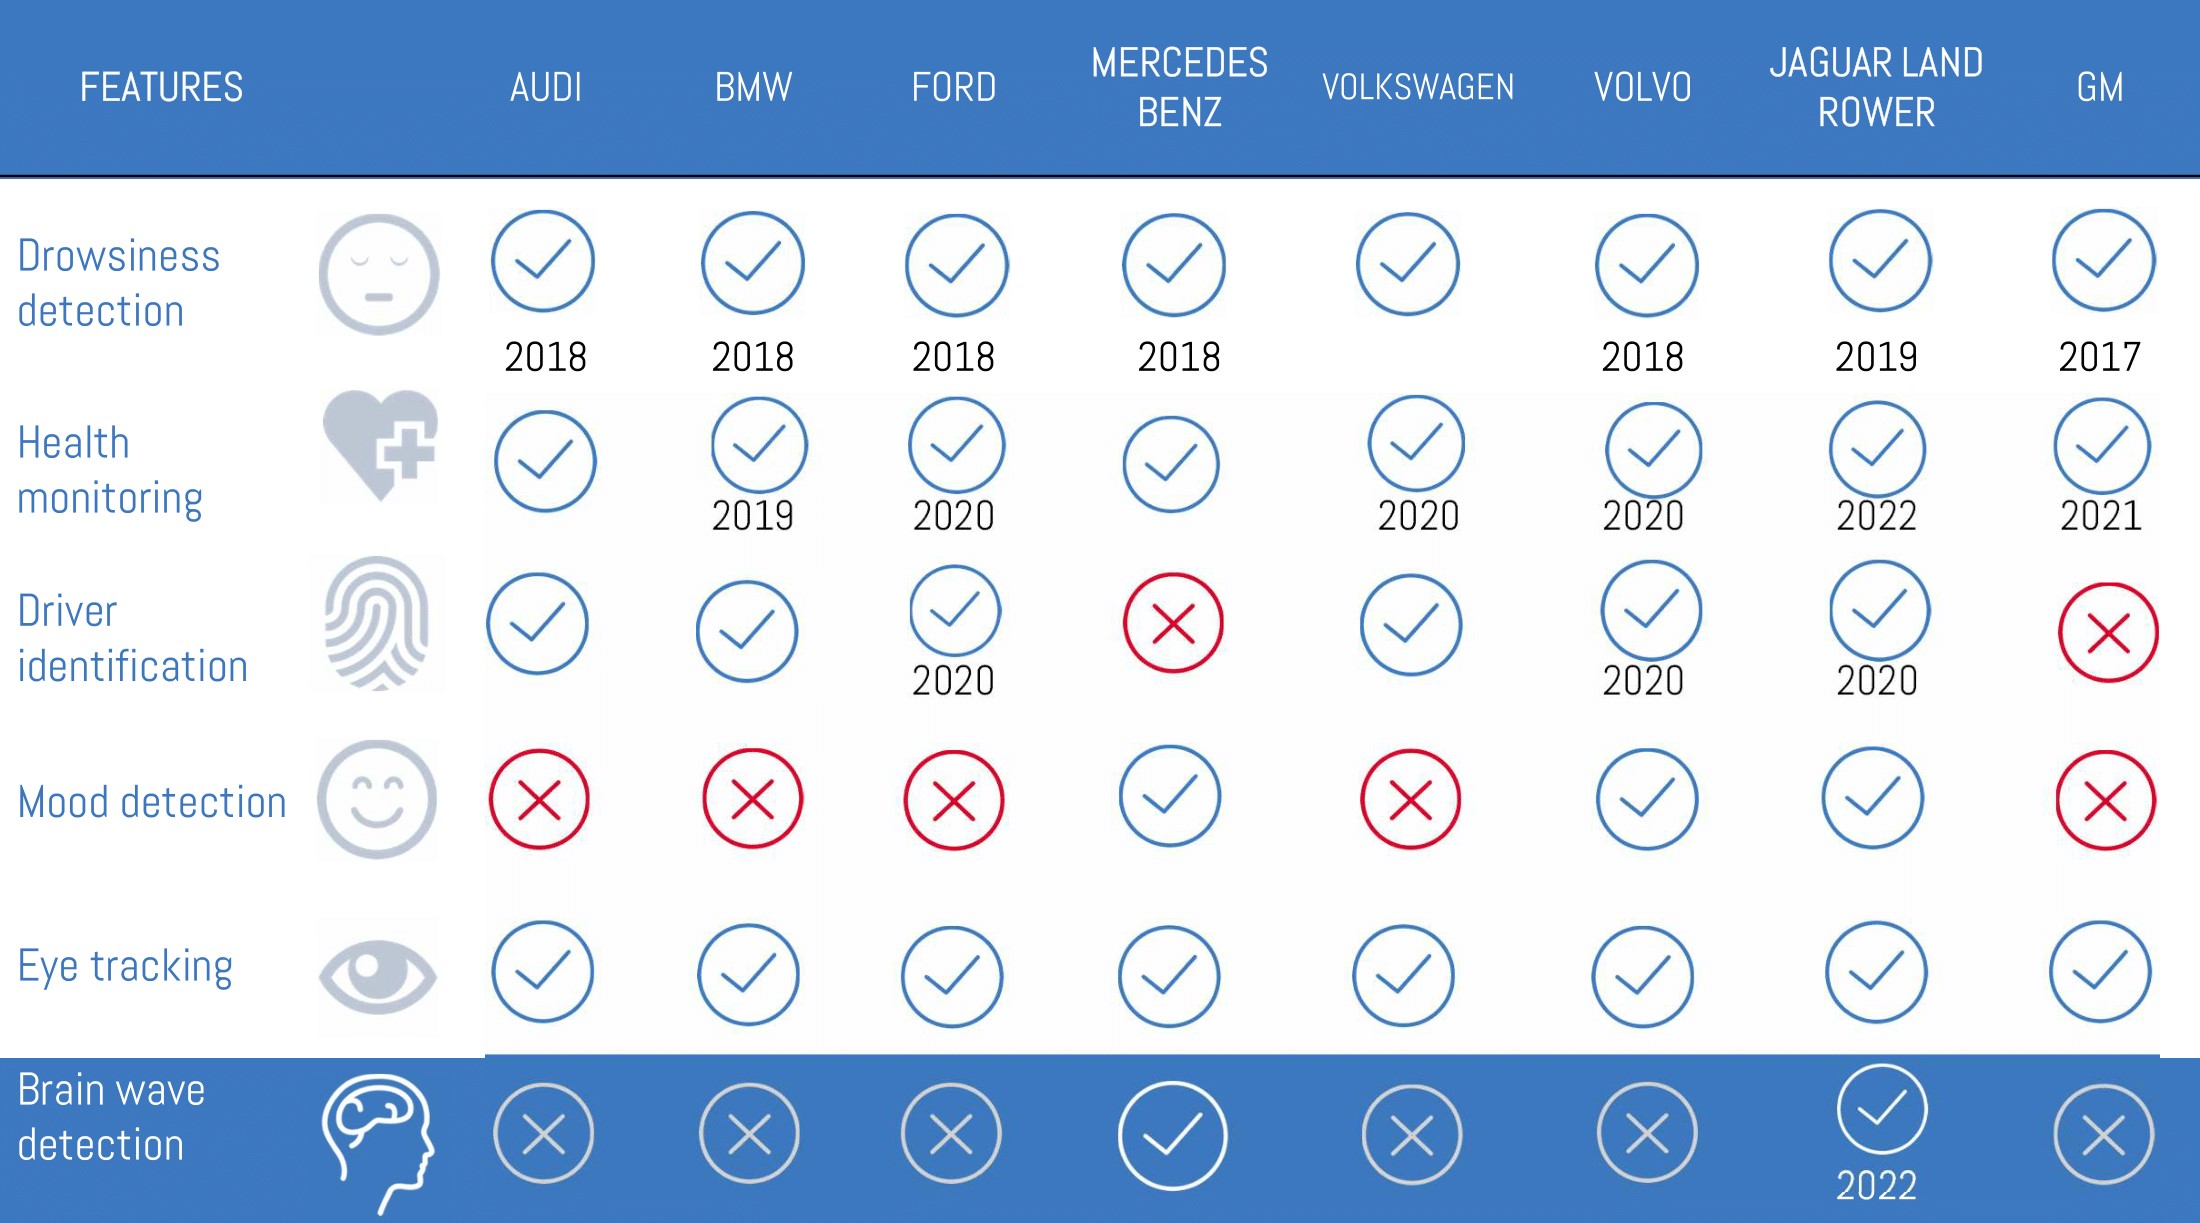 FEATURES
AUDI
BMW
FORD
MERCEDES
BENZ
VOLKSWAGEN
VOLVO
JAGUAR LAND
ROWER
GM
Drowsiness
detection
2018
2018
2018
2018
2018
2019
2017
Health
monitoring
2019
2020
2020
2020
2022
2021
Driver
identification
2020
2020
2020
Mood detection
Eye tracking
Brain wave
detection
2022